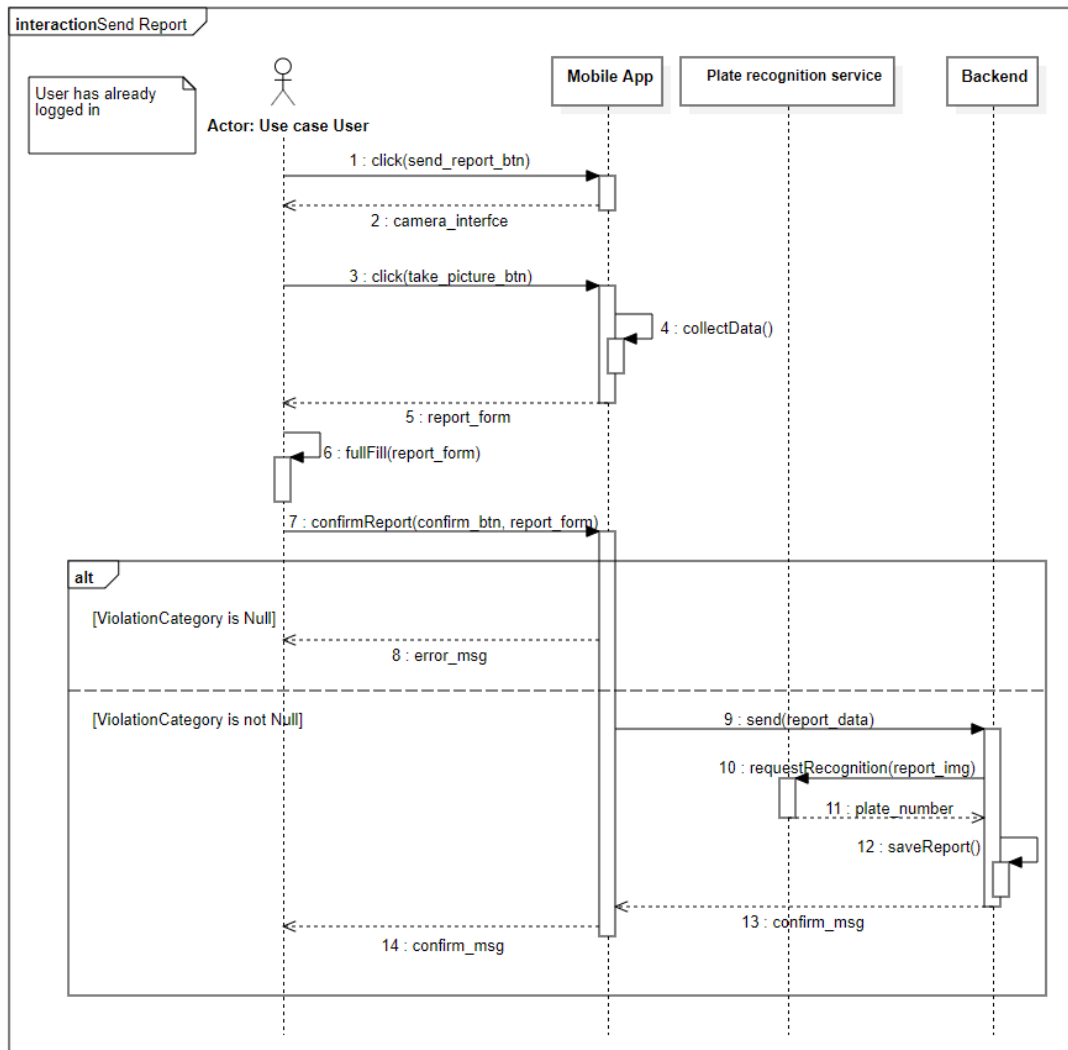 interactionSend Report
User has already
logged in
Actor: Use case User
Mobile App
Plate recognition service
Backend
1 : click(send_report_btn)
2 : camera_interfce
3 : click(take_picture_btn)
4 : collectData()
5 : report_form
6 : fullFill(report_form)
7 : confirmReport(confirm_btn, report_form)
alt
[ViolationCategory is Null]
8 : error_msg
[ViolationCategory is not Null]
9 : send(report_data)
10 : requestRecognition(report_img)
11 : plate_number
12 : saveReport()
13 : confirm_msg
14 : confirm_msg